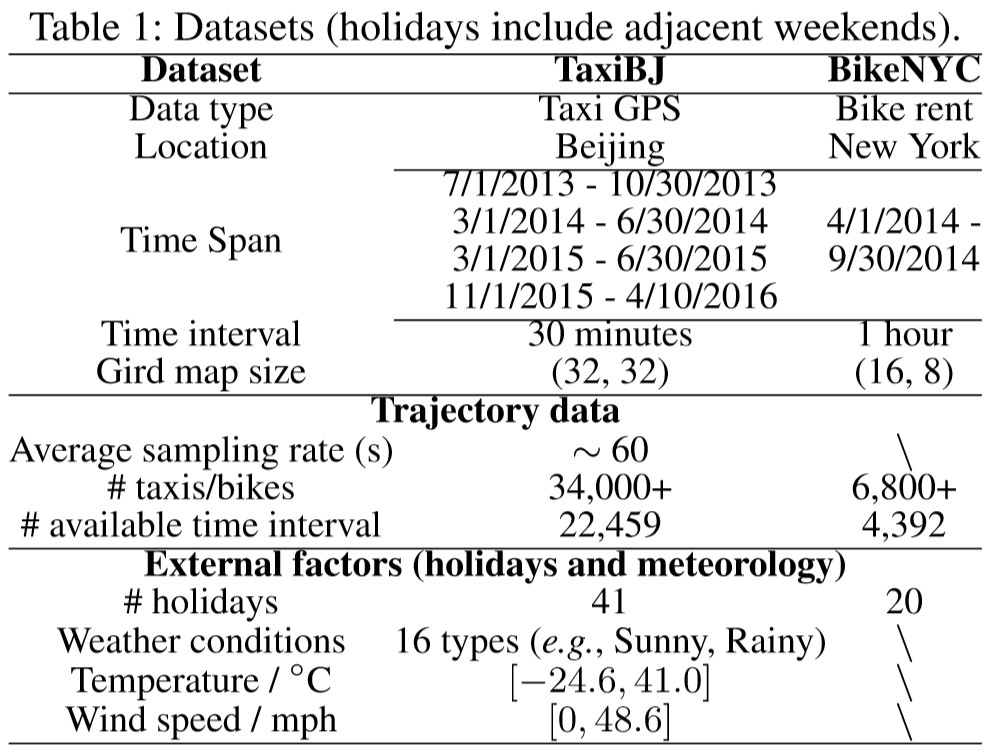 Table 1: Datasets (holidays include adjacent weekends).
Dataset TaxiBJ BikeNYC
Data type Taxi GPS Bike rent
Location Beijing New York
Time Span
7/1/2013 - 10/30/2013
3/1/2014 - 6/30/2014
3/1/2015 - 6/30/2015
11/1/2015 - 4/10/2016
4/1/2014 -
9/30/2014
Time interval 30 minutes 1 hour
Gird map size (32, 32) (16, 8)
Trajectory data
Average sampling rate (s) ∼ 60 \
# taxis/bikes 34,000+ 6,800+
# available time interval 22,459 4,392
External factors (holidays and meteorology)
# holidays 41 20
Weather conditions 16 types (e.g., Sunny, Rainy) \
Temperature / °C [−24.6, 41.0] \
Wind speed / mph [0, 48.6] \